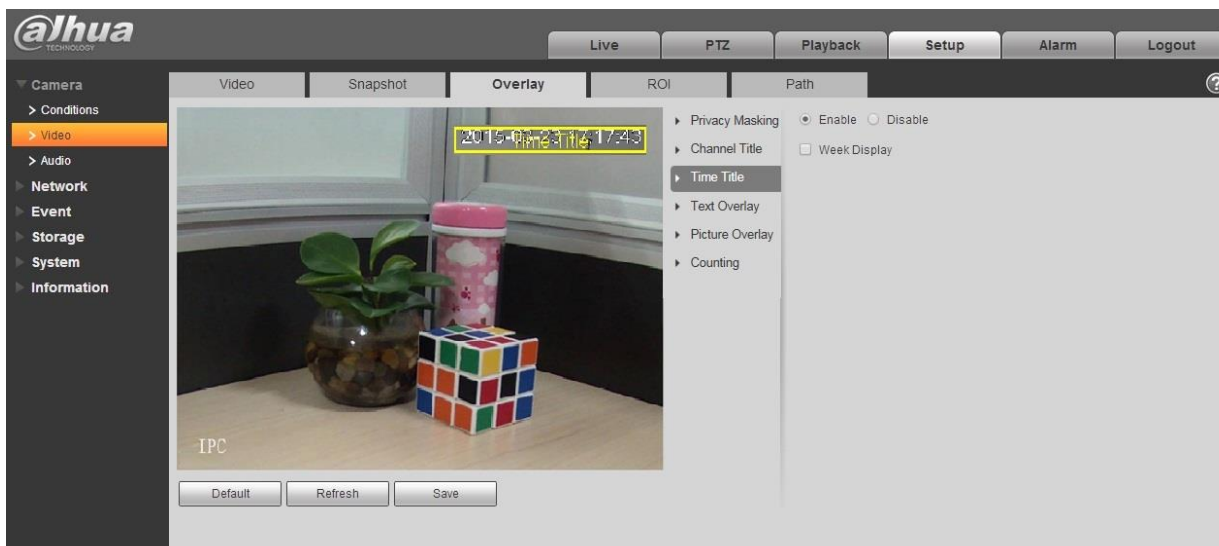 alhua
TECHNOLOGY
Live PTZ Playback Setup Alarm Logout
Camera
Conditions
Video
Audio
Network
Event
Storage
System
Information
Video Snapshot Overlay ROI Path
Time Title
IPC
Default Refresh Save
Privacy Masking
Channel Title
Time Title
Text Overlay
Picture Overlay
Counting
Enable Disable
Week Display